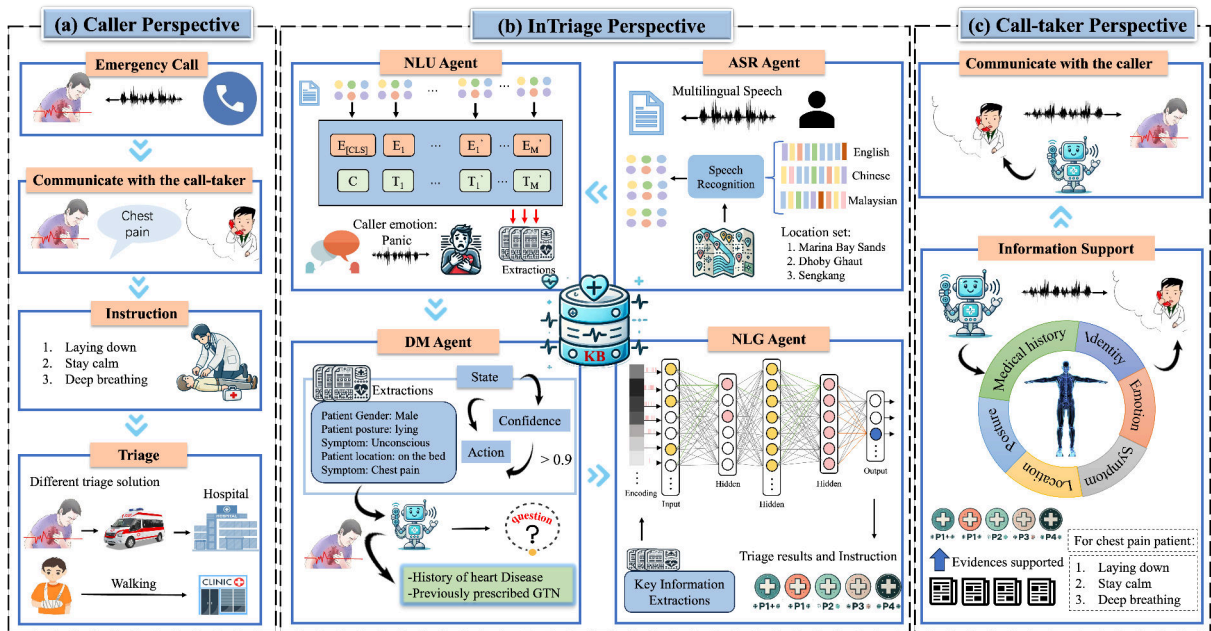 (a) Caller Perspective
Emergency Call
Communicate with the call-taker
Chest
pain
Instruction
1. Laying down
2. Stay calm
3. Deep breathing
Triage
Different triage solution
Hospital
HOSPITAL
Walking
CLINIC
(b) InTriage Perspective
NLU Agent
... ...
E[CLS] E1 ... E1' ... EM'
C T1 ... T1' ... TM'
Caller emotion:
Panic
Extractions
ASR Agent
Multilingual Speech
Speech
Recognition
English
Chinese
Malaysian
Location set:
1. Marina Bay Sands
2. Dhoby Ghaut
3. Sengkang
KB
DM Agent
Extractions
Patient Gender: Male
Patient posture: lying
Symptom: Unconscious
Patient location: on the bed
Symptom: Chest pain
State
Confidence
Action
> 0.9
question
?
-History of heart Disease
-Previously prescribed GTN
NLG Agent
Encoding
Input
Hidden
Hidden
Hidden
Output
Key Information
Extractions
Triage results and Instruction
P1+ P1 P2 P3 P4
(c) Call-taker Perspective
Communicate with the caller
Information Support
Medical history
Identity
Emotion
Symptom
Location
Posture
P1+ P1 P2 P3 P4
Evidences supported
For chest pain patient:
1. Laying down
2. Stay calm
3. Deep breathing